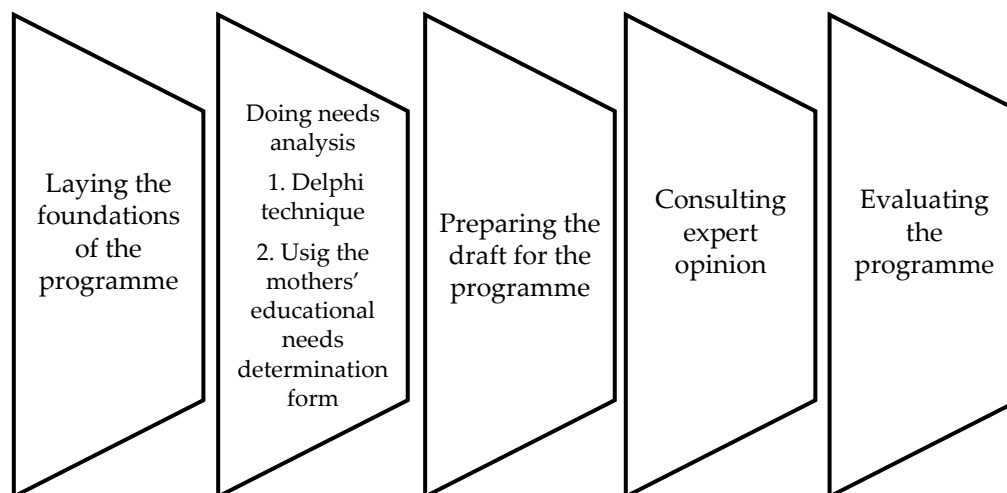 Laying the
foundations
of the
programme
Doing needs
analysis
1. Delphi
technique
2. Usig the
mothers’
educational
needs
determination
form
Preparing the
draft for the
programme
Consulting
expert
opinion
Evaluating
the
programme